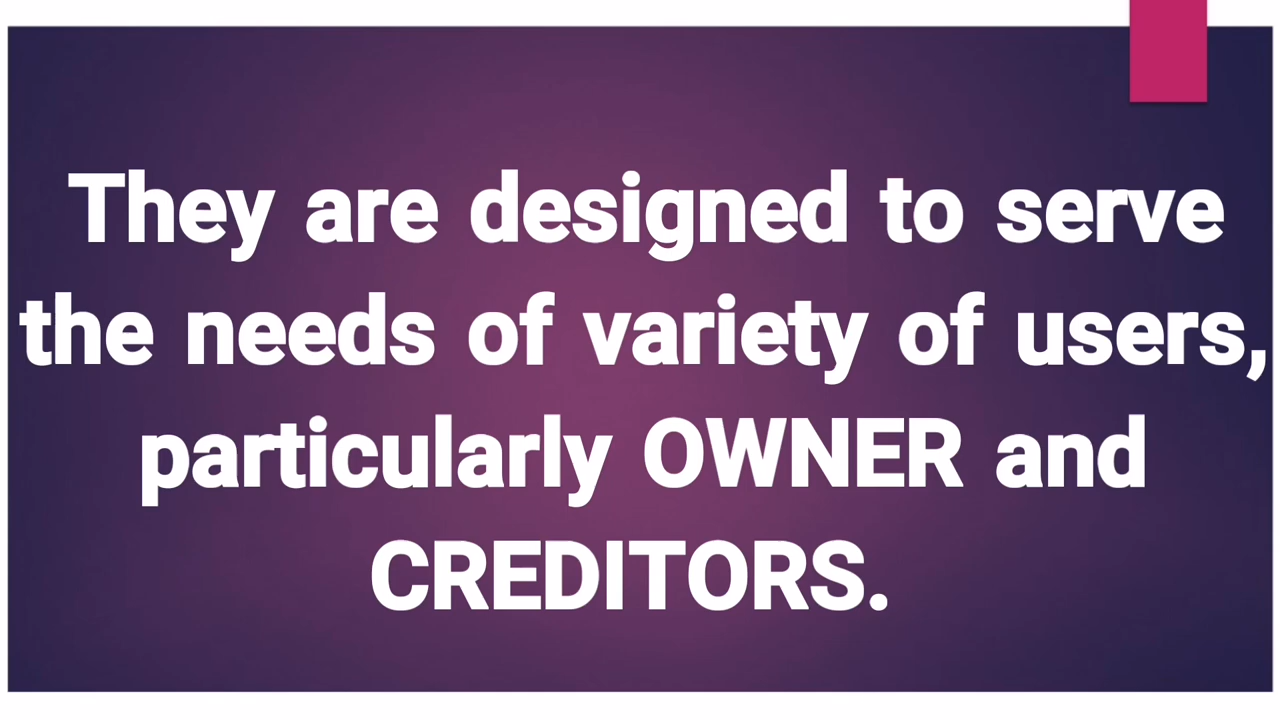 They are designed to serve
the needs of variety of users,
particularly OWNER and
CREDITORS.